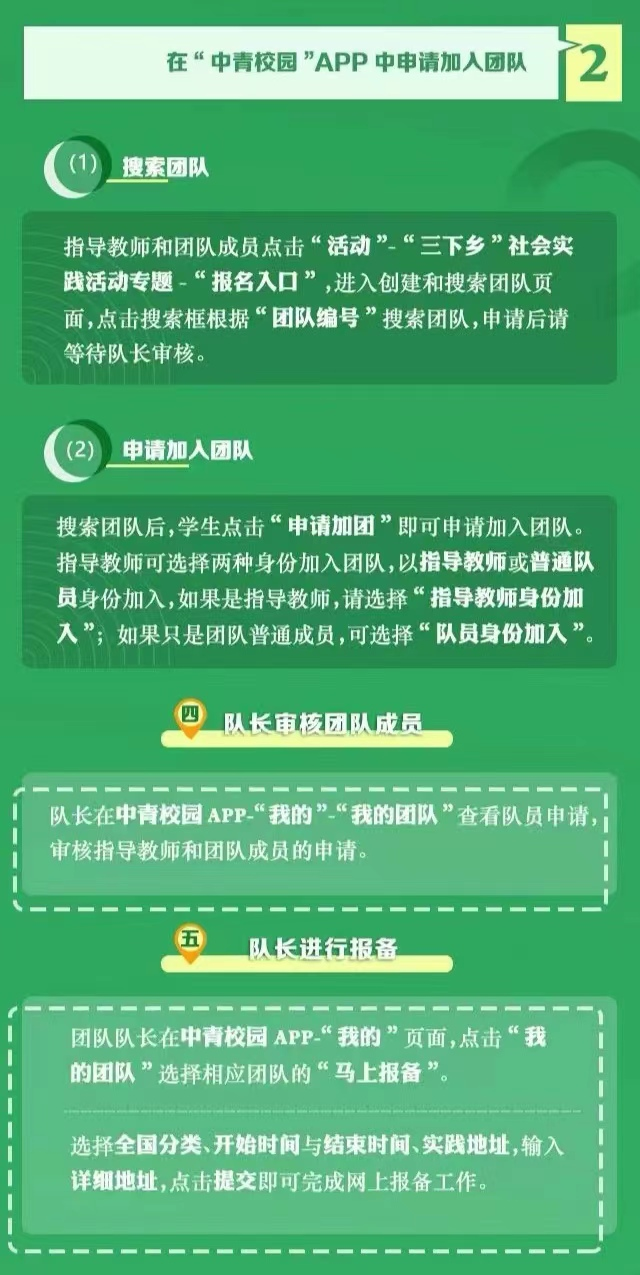 在“中青校园”APP中申请加入团队
2
(1)
搜索团队
指导教师和团队成员点击“活动”-“三下乡”社会实
践活动专题-“报名入口”,进入创建和搜索团队页
面,点击搜索框根据“团队编号”搜索团队,申请后请
等待队长审核。
(2)
申请加入团队
搜索团队后,学生点击“申请加团”即可申请加入团队。
指导教师可选择两种身份加入团队,以指导教师或普通队
员身份加入,如果是指导教师,请选择“指导教师身份加
入”;如果只是团队普通成员,可选择“队员身份加入”。
四
队长审核团队成员
队长在中青校园APP-“我的”-“我的团队”查看队员申请,
审核指导教师和团队成员的申请。
五
队长进行报备
团队队长在中青校园APP-“我的”页面,点击“我
的团队”选择相应团队的“马上报备”。
选择全国分类、开始时间与结束时间、实践地址,输入
详细地址,点击提交即可完成网上报备工作。